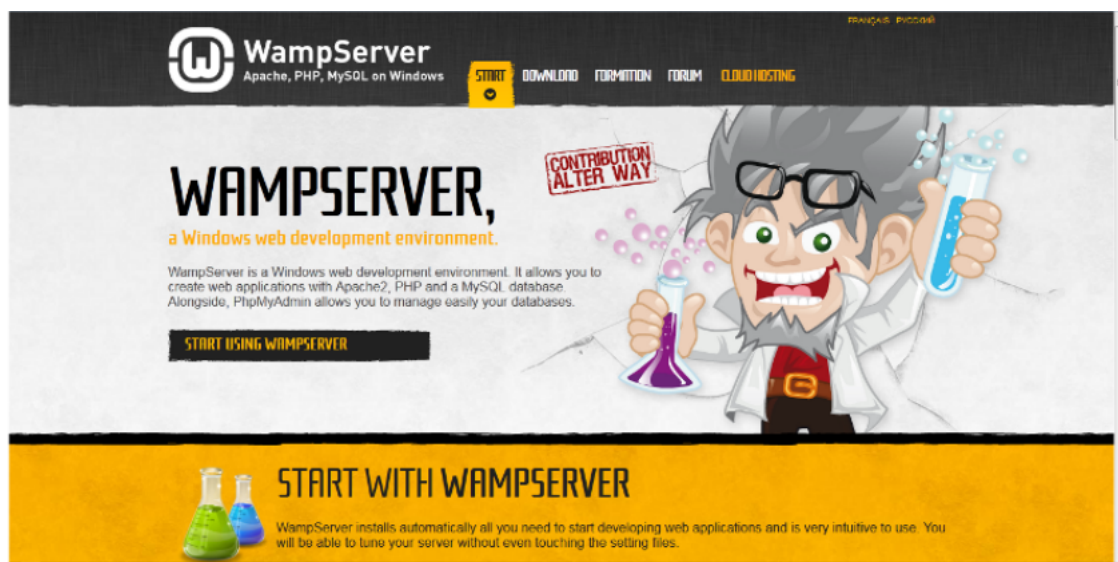 FRANÇAIS РУССКИЙ
WampServer
Apache, PHP, MySQL on Windows
START DOWNLOAD FORMATION FORUM CLOUD HOSTING
CONTRIBUTION
ALTER WAY
WAMPSERVER,
a Windows web development environment.
WampServer is a Windows web development environment. It allows you to
create web applications with Apache2, PHP and a MySQL database.
Alongside, PhpMyAdmin allows you to manage easily your databases.
START USING WAMPSERVER
START WITH WAMPSERVER
WampServer installs automatically all you need to start developing web applications and is very intuitive to use. You
will be able to tune your server without even touching the setting files.